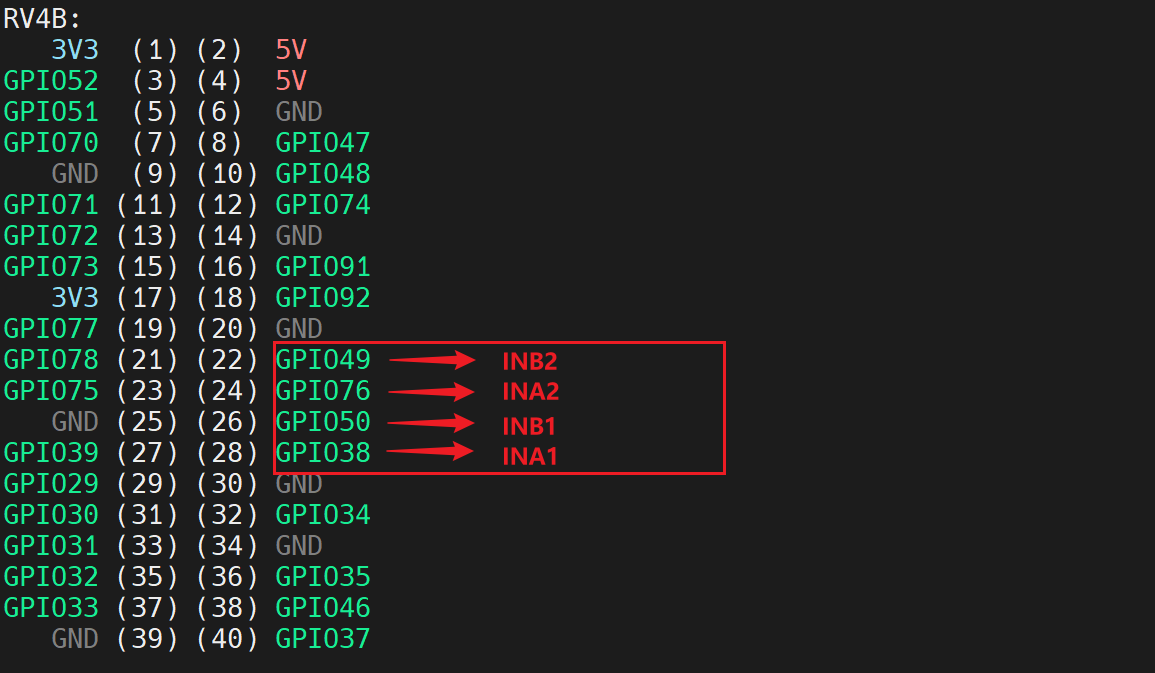 RV4B:
3V3 (1) (2) 5V
GPIO52 (3) (4) 5V
GPIO51 (5) (6) GND
GPIO70 (7) (8) GPIO47
GND (9) (10) GPIO48
GPIO71 (11) (12) GPIO74
GPIO72 (13) (14) GND
GPIO73 (15) (16) GPIO91
3V3 (17) (18) GPIO92
GPIO77 (19) (20) GND
GPIO78 (21) (22) GPIO49 INB2
GPIO75 (23) (24) GPIO76 INA2
GND (25) (26) GPIO50 INB1
GPIO39 (27) (28) GPIO38 INA1
GPIO29 (29) (30) GND
GPIO30 (31) (32) GPIO34
GPIO31 (33) (34) GND
GPIO32 (35) (36) GPIO35
GPIO33 (37) (38) GPIO46
GND (39) (40) GPIO37